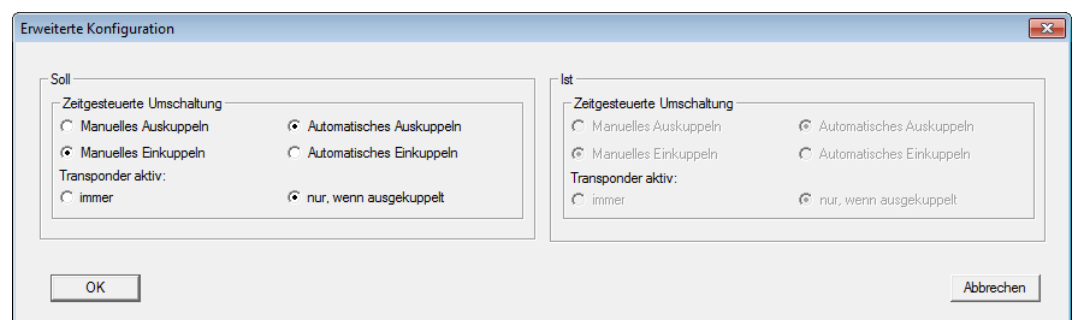 Erweiterte Konfiguration
Soll
Zeitgesteuerte Umschaltung
Manuelles Auskuppeln Automatisches Auskuppeln
Manuelles Einkuppeln Automatisches Einkuppeln
Transponder aktiv:
immer nur, wenn ausgekuppelt
Ist
Zeitgesteuerte Umschaltung
Manuelles Auskuppeln Automatisches Auskuppeln
Manuelles Einkuppeln Automatisches Einkuppeln
Transponder aktiv:
immer nur, wenn ausgekuppelt
OK Abbrechen